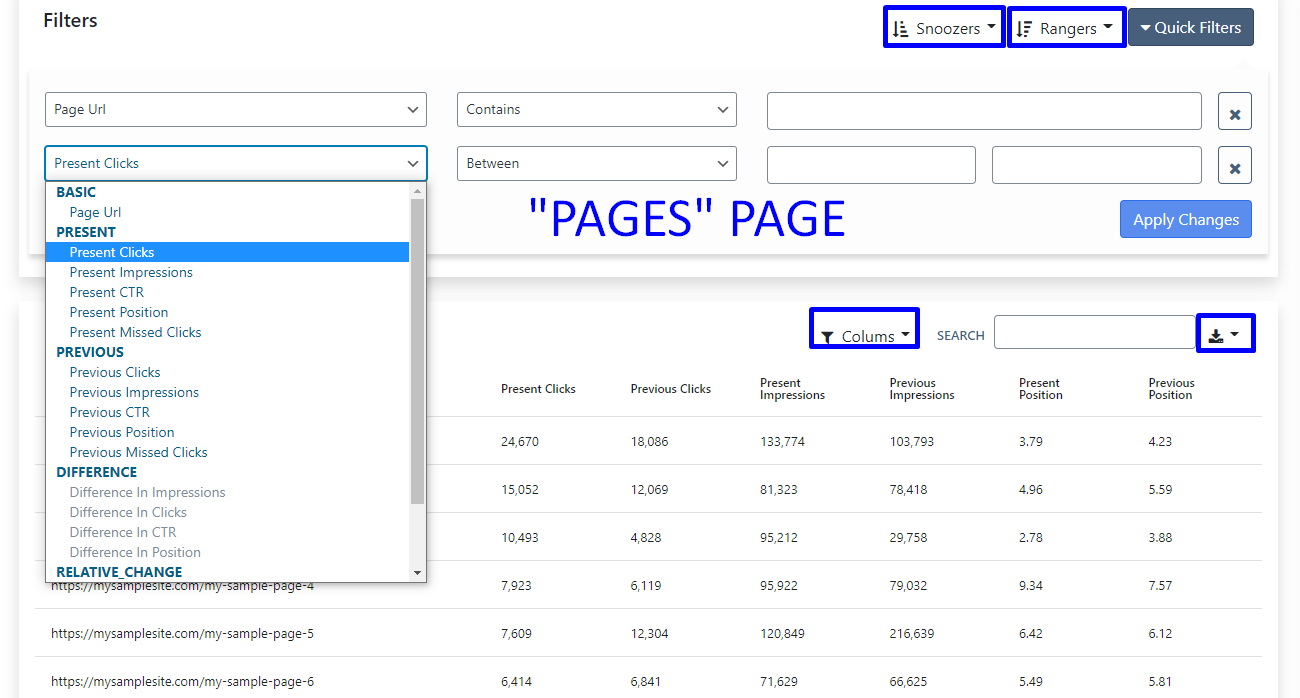 Filters
Snoozers
Rangers
Quick Filters
Page Url
Contains
Present Clicks
Between
BASIC
Page Url
PRESENT
Present Clicks
Present Impressions
Present CTR
Present Position
Present Missed Clicks
PREVIOUS
Previous Clicks
Previous Impressions
Previous CTR
Previous Position
Previous Missed Clicks
DIFFERENCE
Difference In Impressions
Difference In Clicks
Difference In CTR
Difference In Position
RELATIVE_CHANGE
"PAGES" PAGE
Apply Changes
Colums
SEARCH
Present Clicks Previous Clicks Present Impressions Previous Impressions Present Position Previous Position
24,670 18,086 133,774 103,793 3.79 4.23
15,052 12,069 81,323 78,418 4.96 5.59
10,493 4,828 95,212 29,758 2.78 3.88
https://mysamplesite.com/my-sample-page-4 7,923 6,119 95,922 79,032 9.34 7.57
https://mysamplesite.com/my-sample-page-5 7,609 12,304 120,849 216,639 6.42 6.12
https://mysamplesite.com/my-sample-page-6 6,414 6,841 71,629 66,625 5.49 5.81